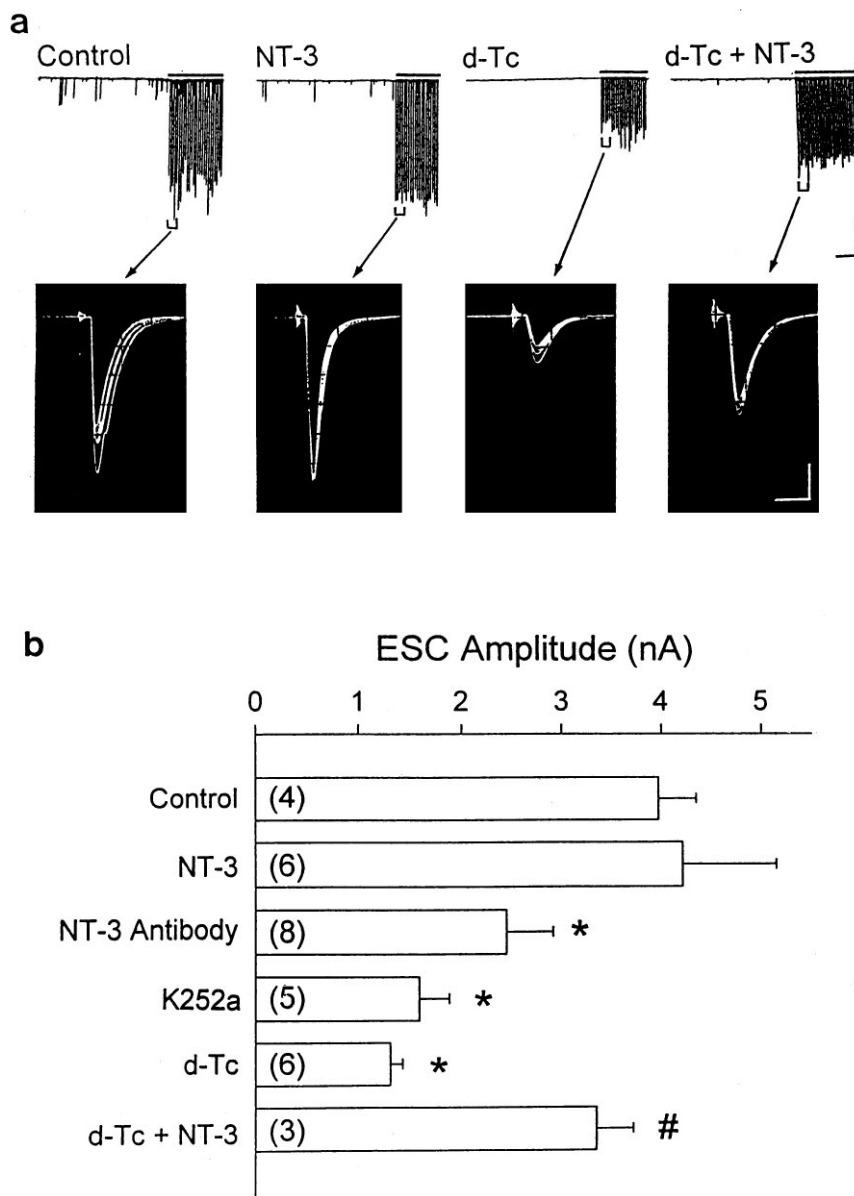 a
Control NT-3 d-Tc d-Tc + NT-3
b
ESC Amplitude (nA)
0 1 2 3 4 5
Control (4)
NT-3 (6)
NT-3 Antibody (8) *
K252a (5) *
d-Tc (6) *
d-Tc + NT-3 (3) #